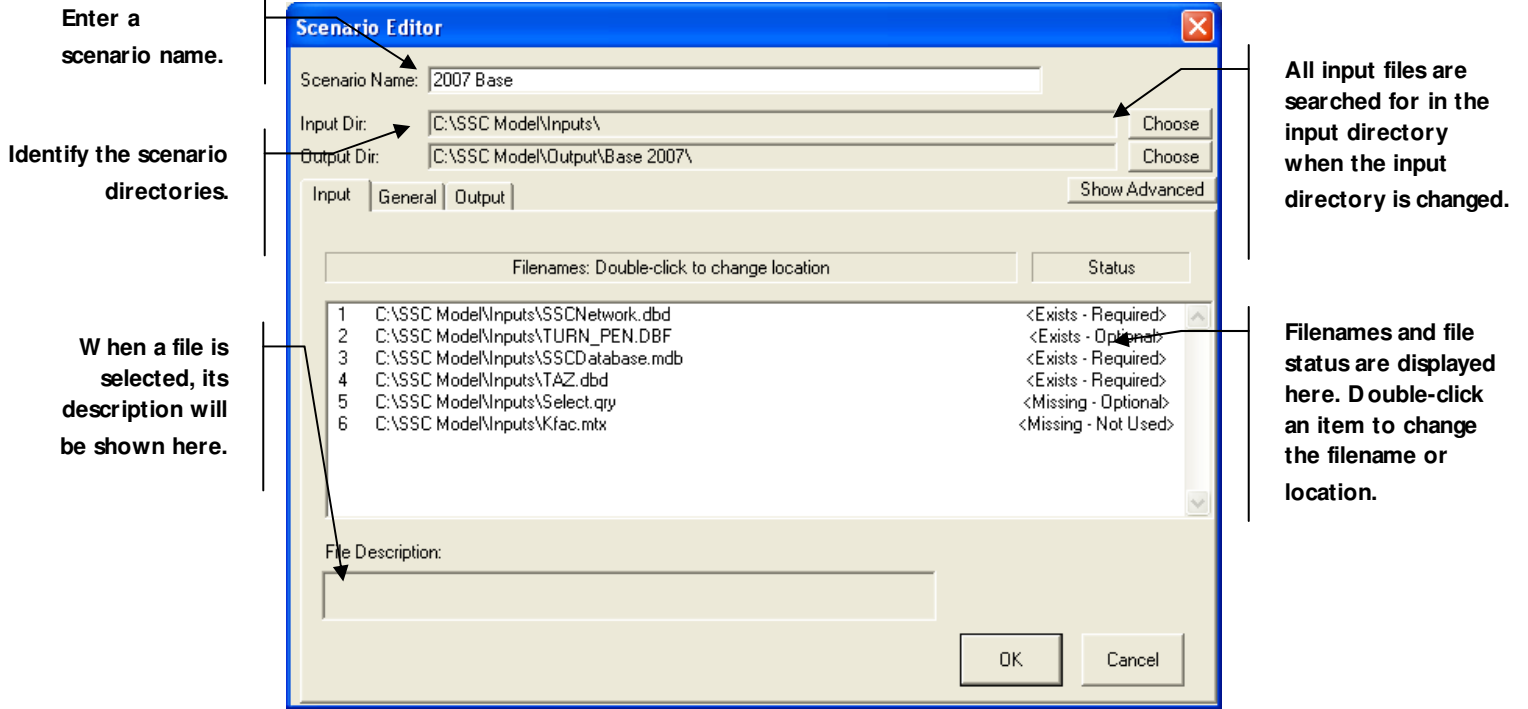 Enter a
scenario name.
Identify the scenario
directories.
W hen a file is
selected, its
description will
be shown here.
Scenario Editor
Scenario Name: 2007 Base
Input Dir: C:\SSC Model\Inputs\ Choose
Output Dir: C:\SSC Model\Output\Base 2007\ Choose
Input General Output Show Advanced
Filenames: Double-click to change location Status
1 C:\SSC Model\Inputs\SSCNetwork.dbd <Exists - Required>
2 C:\SSC Model\Inputs\TURN_PEN.DBF <Exists - Optional>
3 C:\SSC Model\Inputs\SSCDatabase.mdb <Exists - Required>
4 C:\SSC Model\Inputs\TAZ.dbd <Exists - Required>
5 C:\SSC Model\Inputs\Select.qry <Missing - Optional>
6 C:\SSC Model\Inputs\Kfac.mtx <Missing - Not Used>
File Description:
OK Cancel
All input files are
searched for in the
input directory
when the input
directory is changed.
Filenames and file
status are displayed
here. D ouble-click
an item to change
the filename or
location.